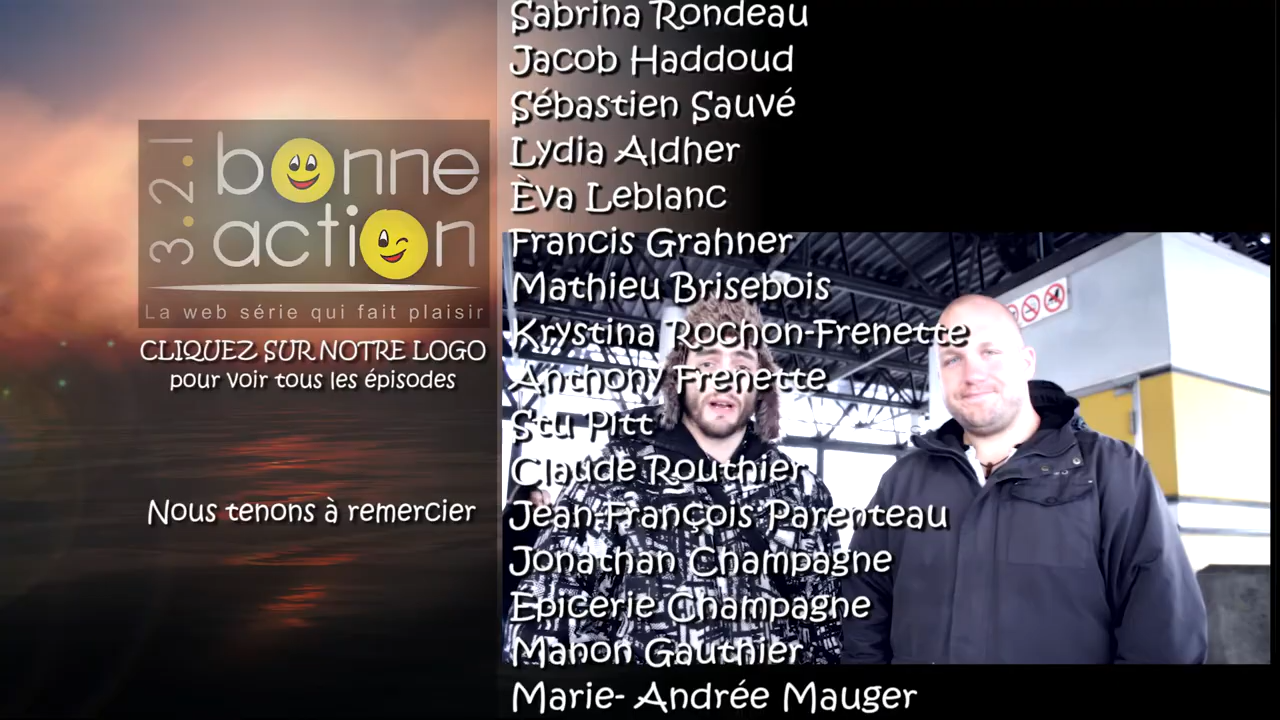 3.2.1
bonne
action
La web série qui fait plaisir
CLIQUEZ SUR NOTRE LOGO
pour voir tous les épisodes
Nous tenons à remercier
Sabrina Rondeau
Jacob Haddoud
Sébastien Sauvé
Lydia Aldher
Èva Leblanc
Francis Grahner
Mathieu Brisebois
Krystina Rochon-Frenette
Anthony Frenette
Stu Pitt
Claude Routhier
Jean-François Parenteau
Jonathan Champagne
Épicerie Champagne
Manon Gauthier
Marie- Andrée Mauger